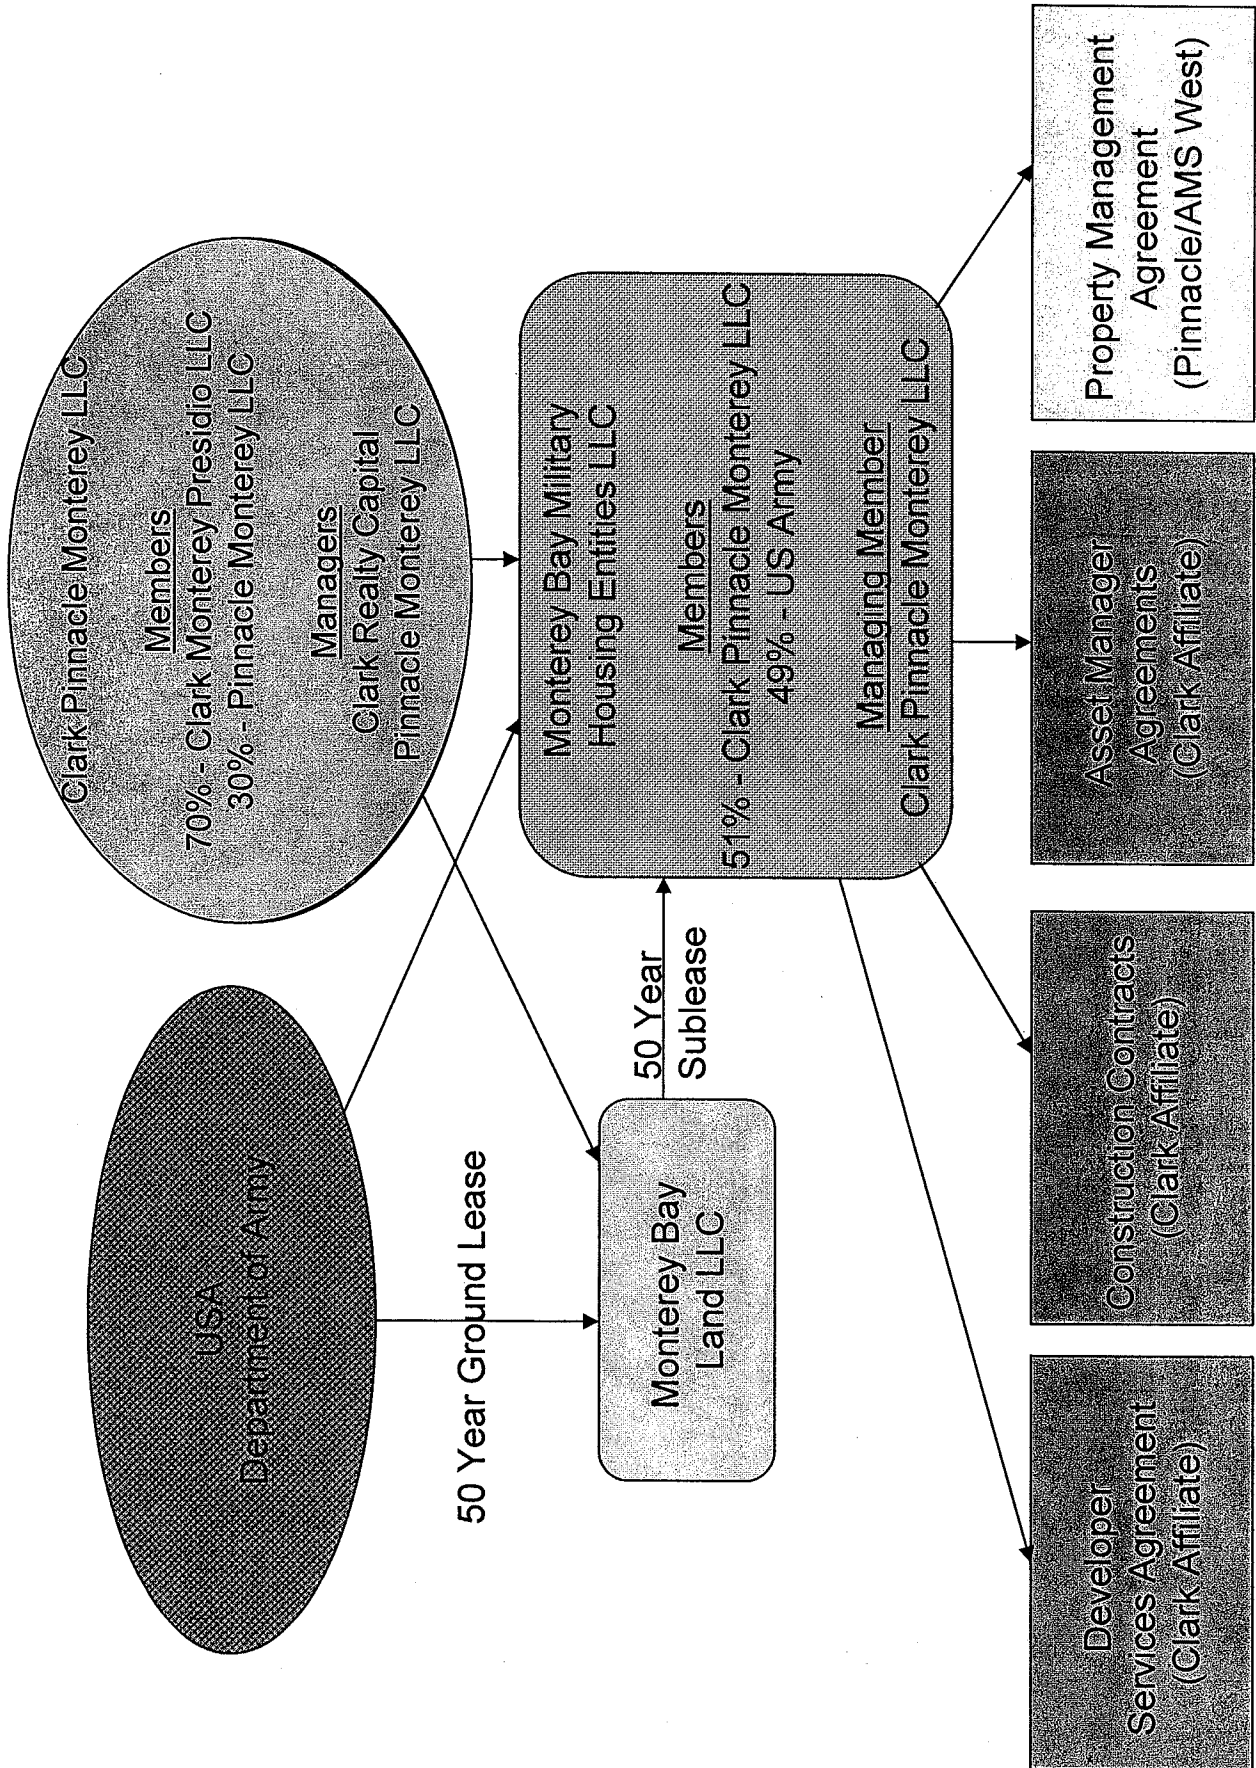 USA
Department of Army
Clark Pinnacle Monterey LLC
Members
70%- Clark Monterey Presidio LLC
30% - Pinnacle Monterey LLC
Managers
Clark Realty Capital
Pinnacle Monterey LLC
50 Year Ground Lease
Monterey Bay
Land LLC
50 Year
Sublease
Monterey Bay Military
Housing Entities LLC
Members
51% - Clark Pinnacle Monterey LLC
49% - US Army
Managing Member
Clark Pinnacle Monterey LLC
Developer
Services Agreement
(Clark Affiliate)
Construction Contracts
(Clark Affiliate)
Asset Manager
Agreements
(Clark Affiliate)
Property Management
Agreement
(Pinnacle/AMS West)